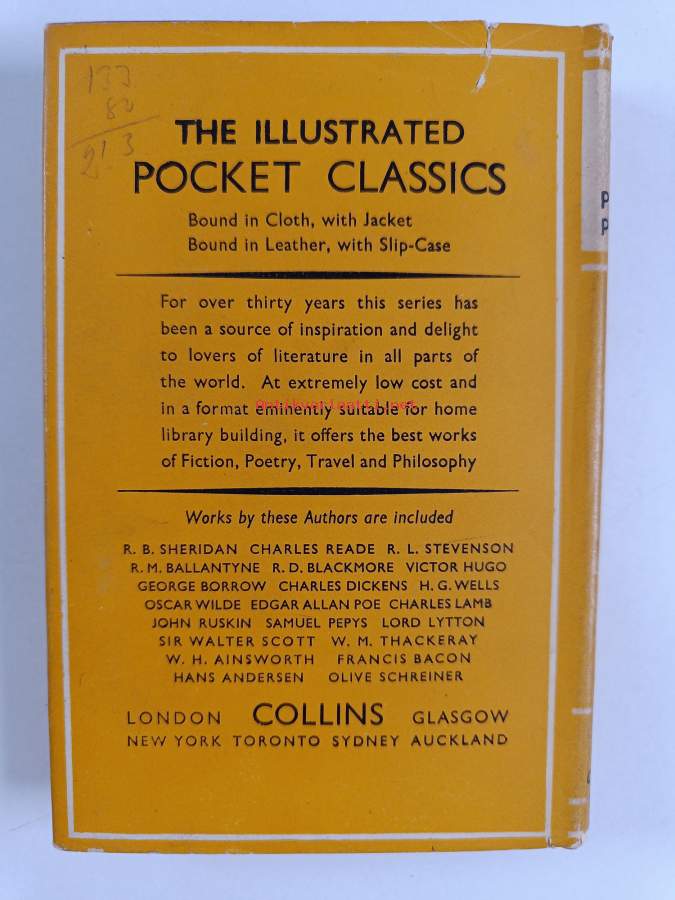 133
THE ILLUSTRATED
POCKET CLASSICS
Bound in Cloth, with Jacket
Bound in Leather, with Slip-Case
For over thirty years this series has
been a source of inspiration and delight
to lovers of literature in all parts of
the world. At extremely low cost and
Antikvariaatti.net
in a format eminently suitable for home
library building, it offers the best works
of Fiction, Poetry, Travel and Philosophy
Works by these Authors are included
R. B. SHERIDAN CHARLES READE R. L. STEVENSON
R. M. BALLANTYNE R. D. BLACKMORE VICTOR HUGO
GEORGE BORROW CHARLES DICKENS H. G. WELLS
OSCAR WILDE EDGAR ALLAN POE CHARLES LAMB
JOHN RUSKIN SAMUEL PEPYS LORD LYTTON
SIR WALTER SCOTT W. M. THACKERAY
W. H. AINSWORTH FRANCIS BACON
HANS ANDERSEN OLIVE SCHREINER
LONDON COLLINS GLASGOW
NEW YORK TORONTO SYDNEY AUCKLAND